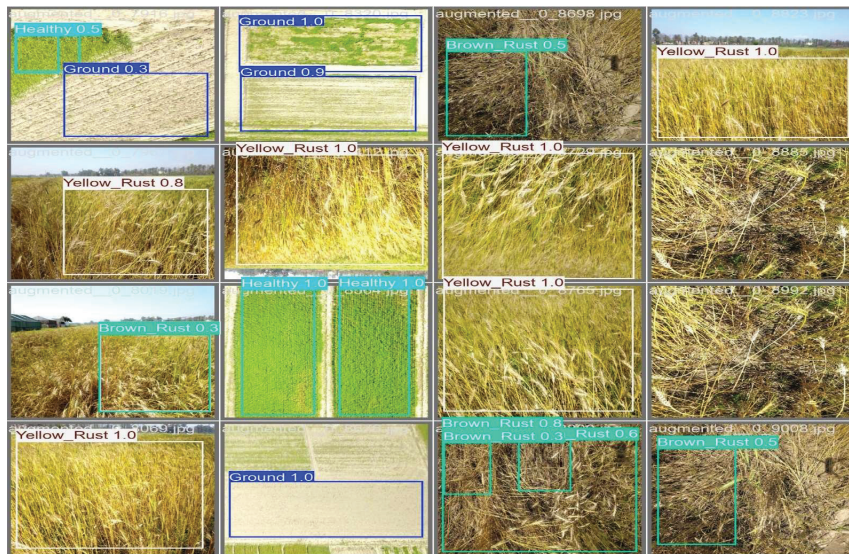 Healthy 0.5
Ground 0.3
Ground 1.0
Ground 0.9
augmented__0_8698.jpg
Brown_Rust 0.5
Yellow_Rust 1.0
Yellow_Rust 0.8
Yellow_Rust 1.0
Yellow_Rust 1.0
Brown_Rust 0.3
Healthy 1.0
Healthy 1.0
Yellow_Rust 1.0
Yellow_Rust 1.0
Ground 1.0
Brown_Rust 0.8
Brown_Rust 0.3
Rust 0.6
augmented__0_9008.jpg
Brown_Rust 0.5